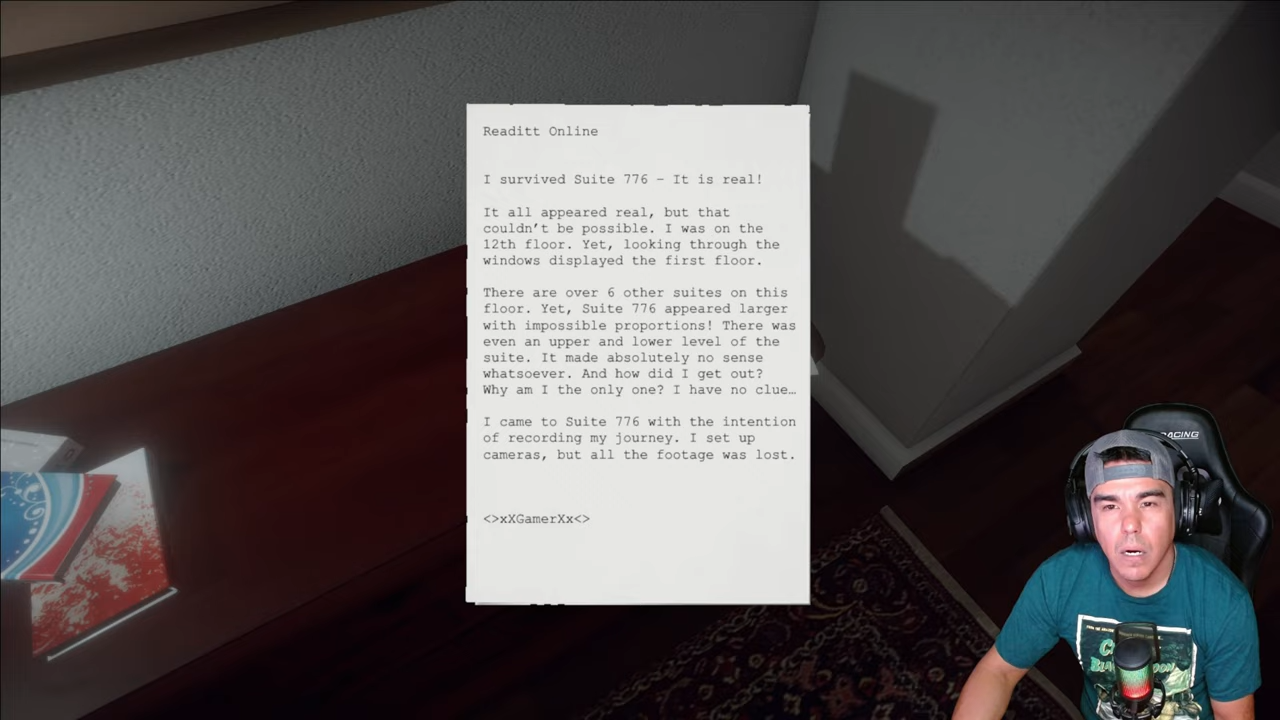 Readitt Online
I survived Suite 776 - It is real!
It all appeared real, but that
couldn't be possible. I was on the
12th floor. Yet, looking through the
windows displayed the first floor.
There are over 6 other suites on this
floor. Yet, Suite 776 appeared larger
with impossible proportions! There was
even an upper and lower level of the
suite. It made absolutely no sense
whatsoever. And how did I get out?
Why am I the only one? I have no clue…
I came to Suite 776 with the intention
of recording my journey. I set up
cameras, but all the footage was lost.
<>xXGamerXx<>
RACING